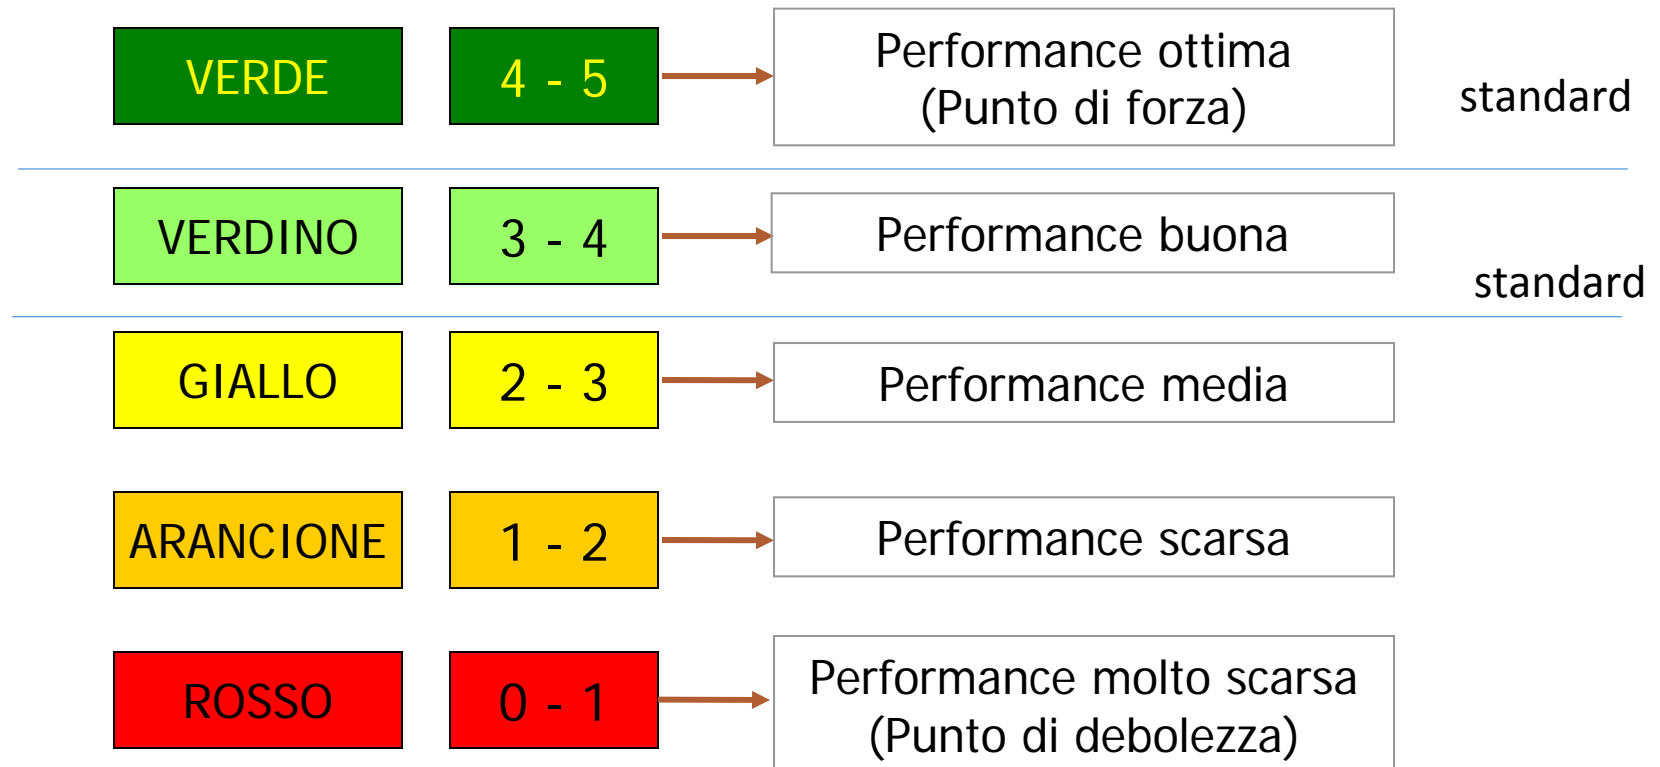 VERDE
4 - 5
Performance ottima
(Punto di forza)
standard
VERDINO
3 - 4
Performance buona
standard
GIALLO
2 - 3
Performance media
ARANCIONE
1 - 2
Performance scarsa
ROSSO
0 - 1
Performance molto scarsa
(Punto di debolezza)